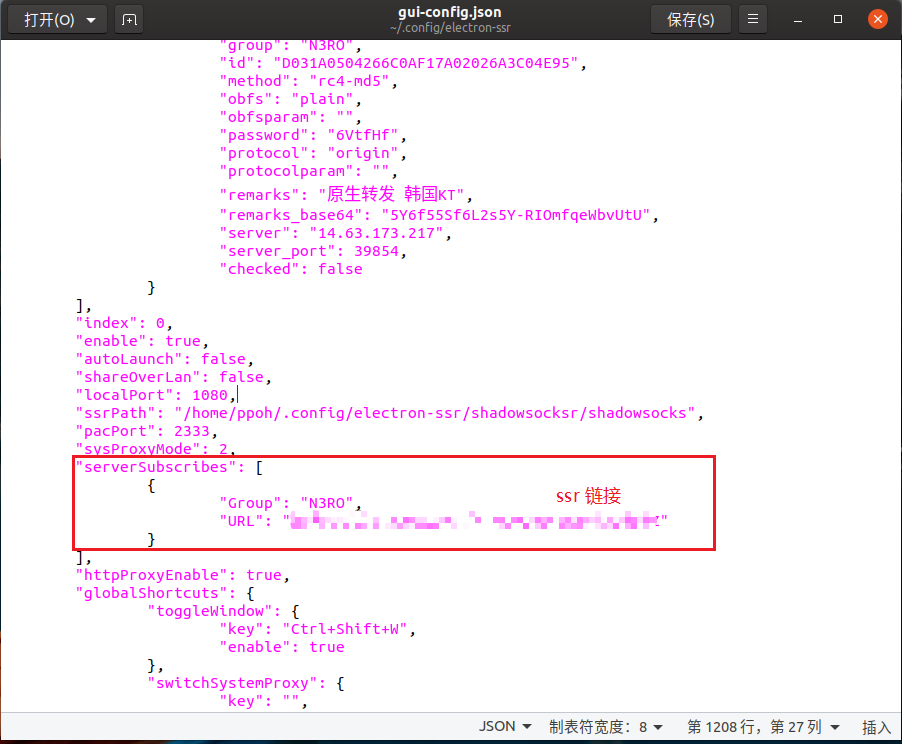 打开(O)
gui-config.json
~/.config/electron-ssr
保存(S)
"group": "N3RO",
"id": "D031A0504266C0AF17A02026A3C04E95",
"method": "rc4-md5",
"obfs": "plain",
"obfsparam": "",
"password": "6VtfHf",
"protocol": "origin",
"protocolparam": "",
"remarks": "原生转发 韩国KT",
"remarks_base64": "5Y6f55Sf6L2s5Y-RIOmfqeWbvUtU",
"server": "14.63.173.217",
"server_port": 39854,
"checked": false
}
],
"index": 0,
"enable": true,
"autoLaunch": false,
"shareOverLan": false,
"localPort": 1080,
"ssrPath": "/home/ppoh/.config/electron-ssr/shadowsocksr/shadowsocks",
"pacPort": 2333,
"sysProxyMode": 2,
"serverSubscribes": [
{
"Group": "N3RO",
ssr 链接
"URL": "
"
}
],
"httpProxyEnable": true,
"globalShortcuts": {
"toggleWindow": {
"key": "Ctrl+Shift+W",
"enable": true
},
"switchSystemProxy": {
"key": "",
JSON
制表符宽度：8
第 1208 行，第 27 列
插入